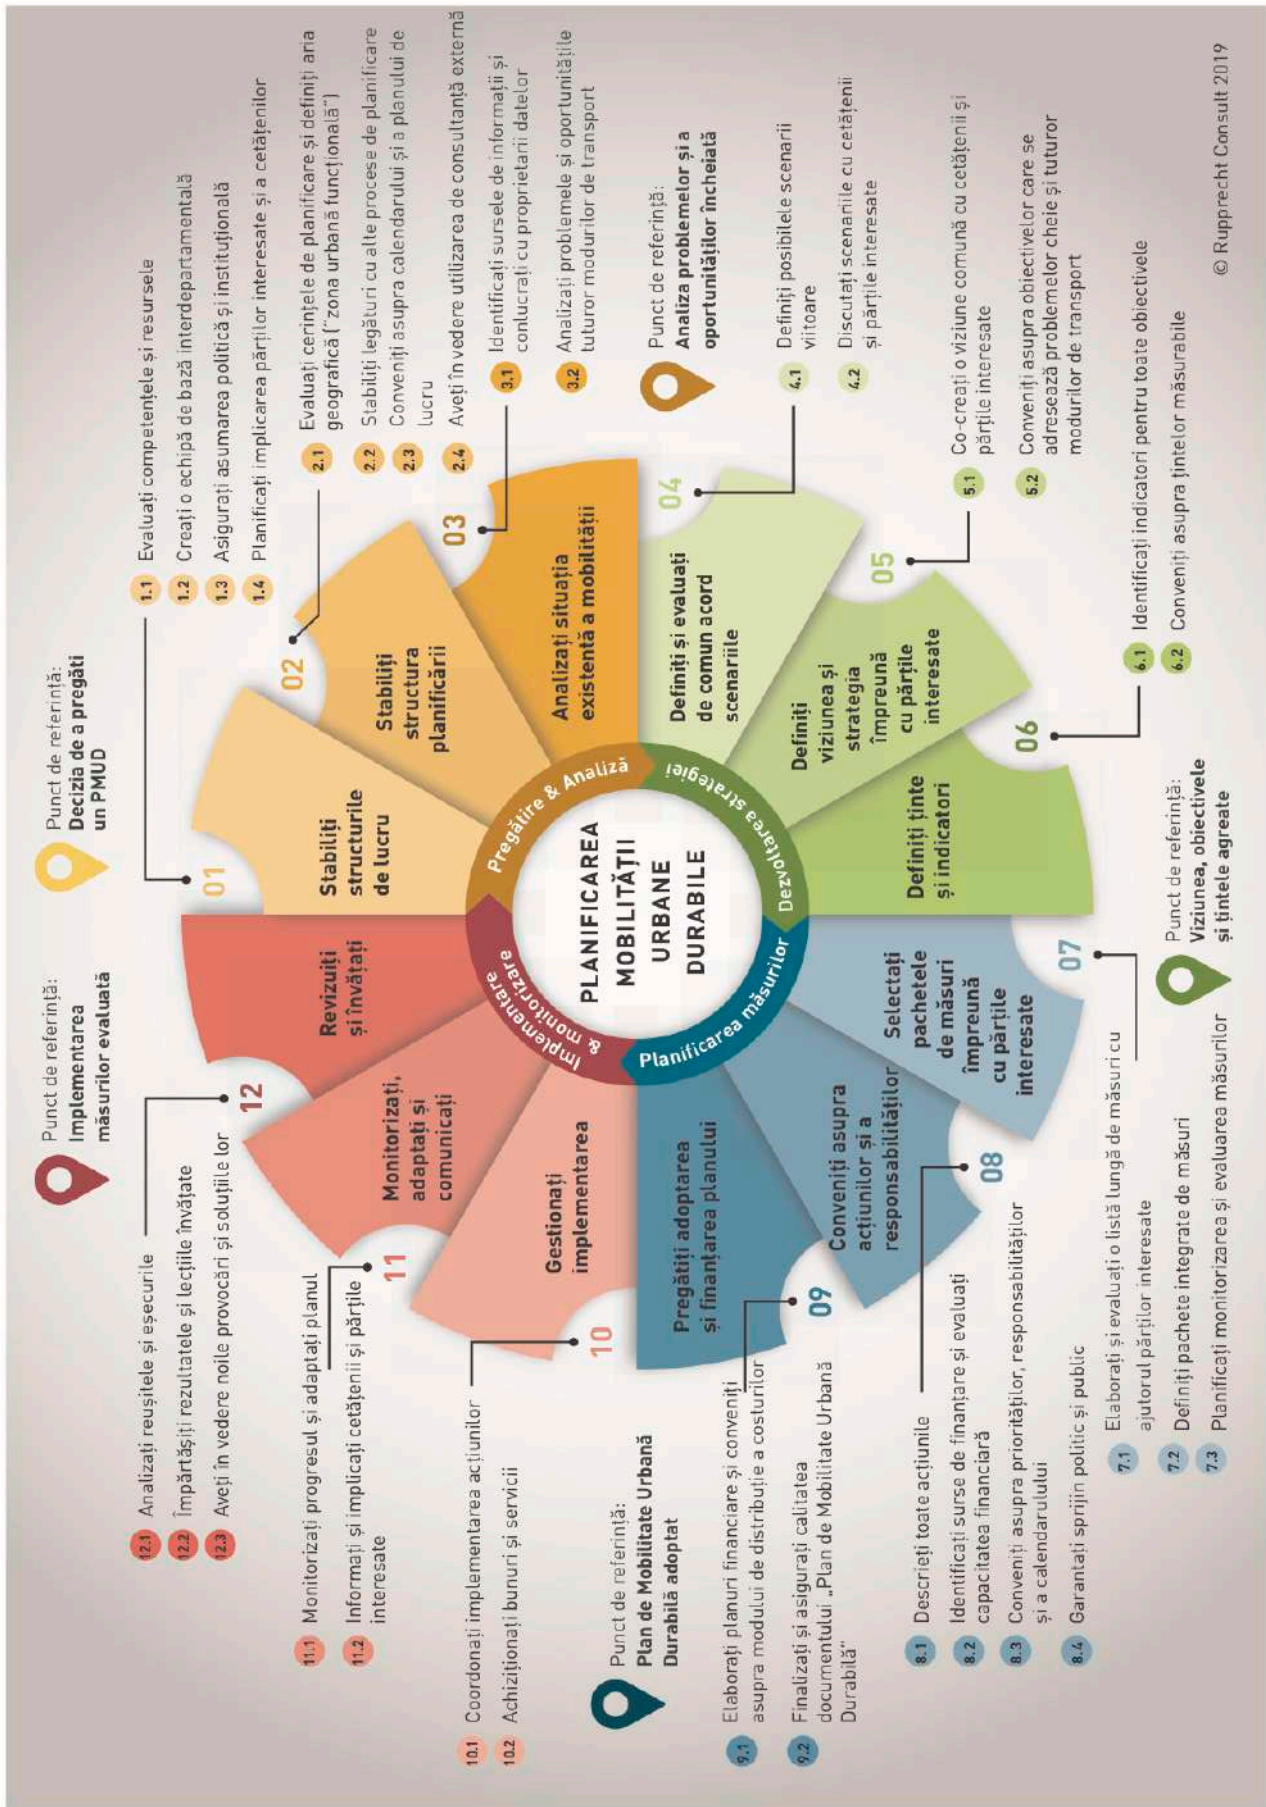 Punct de referință:
Implementarea
măsurilor evaluată
Punct de referință:
Decizia de a pregăti
un PMUD
PLANIFICAREA
MOBILITĂȚII
URBANE
DURABILE
Pregătire & Analiză
Dezvoltarea strategiei
Planificarea măsurilor
Implementare
& monitorizare
01
Stabiliți
structurile
de lucru
1.1 Evaluați competențele și resursele
1.2 Creați o echipă de bază interdepartamentală
1.3 Asigurați asumarea politică și instituțională
1.4 Planificați implicarea părților interesate și a cetățenilor
02
Stabiliți
structura
planificării
2.1 Evaluați cerințele de planificare și definiți aria
geografică ("zona urbană funcțională")
2.2 Stabiliți legături cu alte procese de planificare
2.3 Conveniți asupra calendarului și a planului de
lucru
2.4 Aveți în vedere utilizarea de consultanță externă
03
Analizați situația
existentă a mobilității
3.1 Identificați sursele de informații și
conlucrați cu proprietarii datelor
3.2 Analizați problemele și oportunitățile
tuturor modurilor de transport
Punct de referință:
Analiza problemelor și a
oportunităților încheiată
04
Definiți și evaluați
de comun acord
scenariile
4.1 Definiți posibilele scenarii
viitoare
4.2 Discutați scenariile cu cetățenii
și părțile interesate
05
Definiți
viziunea și
strategia
împreună
cu părțile
interesate
5.1 Co-creați o viziune comună cu cetățenii și
părțile interesate
5.2 Conveniți asupra obiectivelor care se
adresează problemelor cheie și tuturor
modurilor de transport
06
Definiți ținte
și indicatori
6.1 Identificați indicatori pentru toate obiectivele
6.2 Conveniți asupra țintelor măsurabile
Punct de referință:
Viziunea, obiectivele
și țintele agreate
07
Selectați
pachetele
de măsuri
împreună
cu părțile
interesate
7.1 Elaborați și evaluați o listă lungă de măsuri cu
ajutorul părților interesate
7.2 Definiți pachete integrate de măsuri
7.3 Planificați monitorizarea și evaluarea măsurilor
08
Conveniți asupra
acțiunilor și a
responsabilităților
8.1 Descrieți toate acțiunile
8.2 Identificați surse de finanțare și evaluați
capacitatea financiară
8.3 Conveniți asupra priorităților, responsabilităților
și a calendarulului
8.4 Garantați sprijin politic și public
09
Pregătiți adoptarea
și finanțarea planului
9.1 Elaborați planuri financiare și conveniți
asupra modului de distribuție a costurilor
9.2 Finalizați și asigurați calitatea
documentului „Plan de Mobilitate Urbană
Durabilă"
Punct de referință:
Plan de Mobilitate Urbană
Durabilă adoptat
10
Gestionați
implementarea
10.1 Coordonați implementarea acțiunilor
10.2 Achiziționați bunuri și servicii
11
Monitorizați,
adaptați și
comunicați
11.1 Monitorizați progresul și adaptați planul
11.2 Informați și implicați cetățenii și părțile
interesate
12
Revizuiți
și învățați
12.1 Analizați reușitele și eșecurile
12.2 Împărtășiți rezultatele și lecțiile învățate
12.3 Aveți în vedere noile provocări și soluțiile lor
© Rupprecht Consult 2019